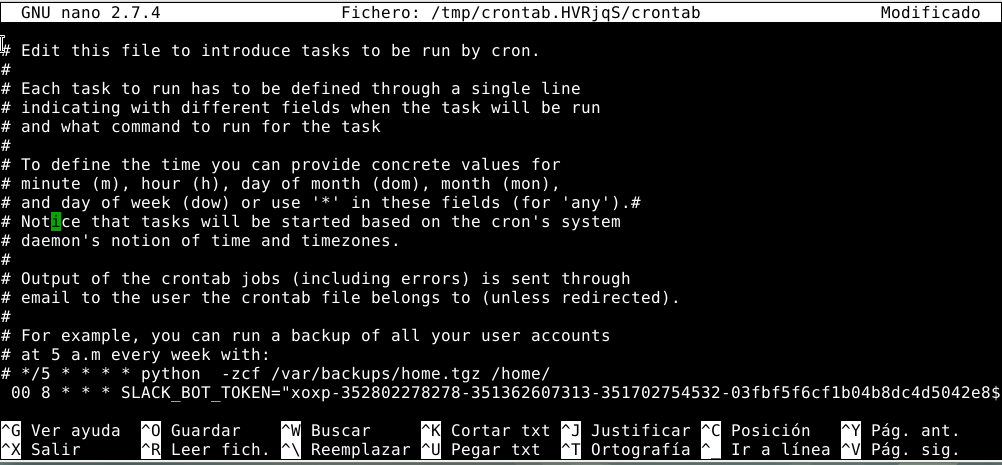 GNU nano 2.7.4 Fichero: /tmp/crontab.HVRjqS/crontab Modificado
# Edit this file to introduce tasks to be run by cron.
#
# Each task to run has to be defined through a single line
# indicating with different fields when the task will be run
# and what command to run for the task
#
# To define the time you can provide concrete values for
# minute (m), hour (h), day of month (dom), month (mon),
# and day of week (dow) or use '*' in these fields (for 'any').#
# Notice that tasks will be started based on the cron's system
# daemon's notion of time and timezones.
#
# Output of the crontab jobs (including errors) is sent through
# email to the user the crontab file belongs to (unless redirected).
#
# For example, you can run a backup of all your user accounts
# at 5 a.m every week with:
# */5 * * * * python  -zcf /var/backups/home.tgz /home/
00 8 * * * SLACK_BOT_TOKEN="xoxp-352802278278-351362607313-351702754532-03fbf5f6cf1b04b8dc4d5042e8$
^G Ver ayuda ^O Guardar ^W Buscar ^K Cortar txt ^J Justificar ^C Posición ^Y Pág. ant.
^X Salir ^R Leer fich. ^\ Reemplazar ^U Pegar txt ^T Ortografía ^_ Ir a línea ^V Pág. sig.